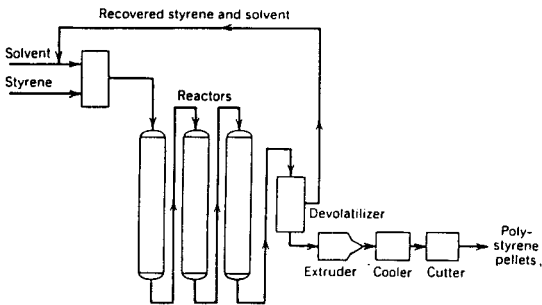 Recovered styrene and solvent
Solvent
Styrene
Reactors
Devolatilizer
Extruder
Cooler
Cutter
Poly-
styrene
pellets.